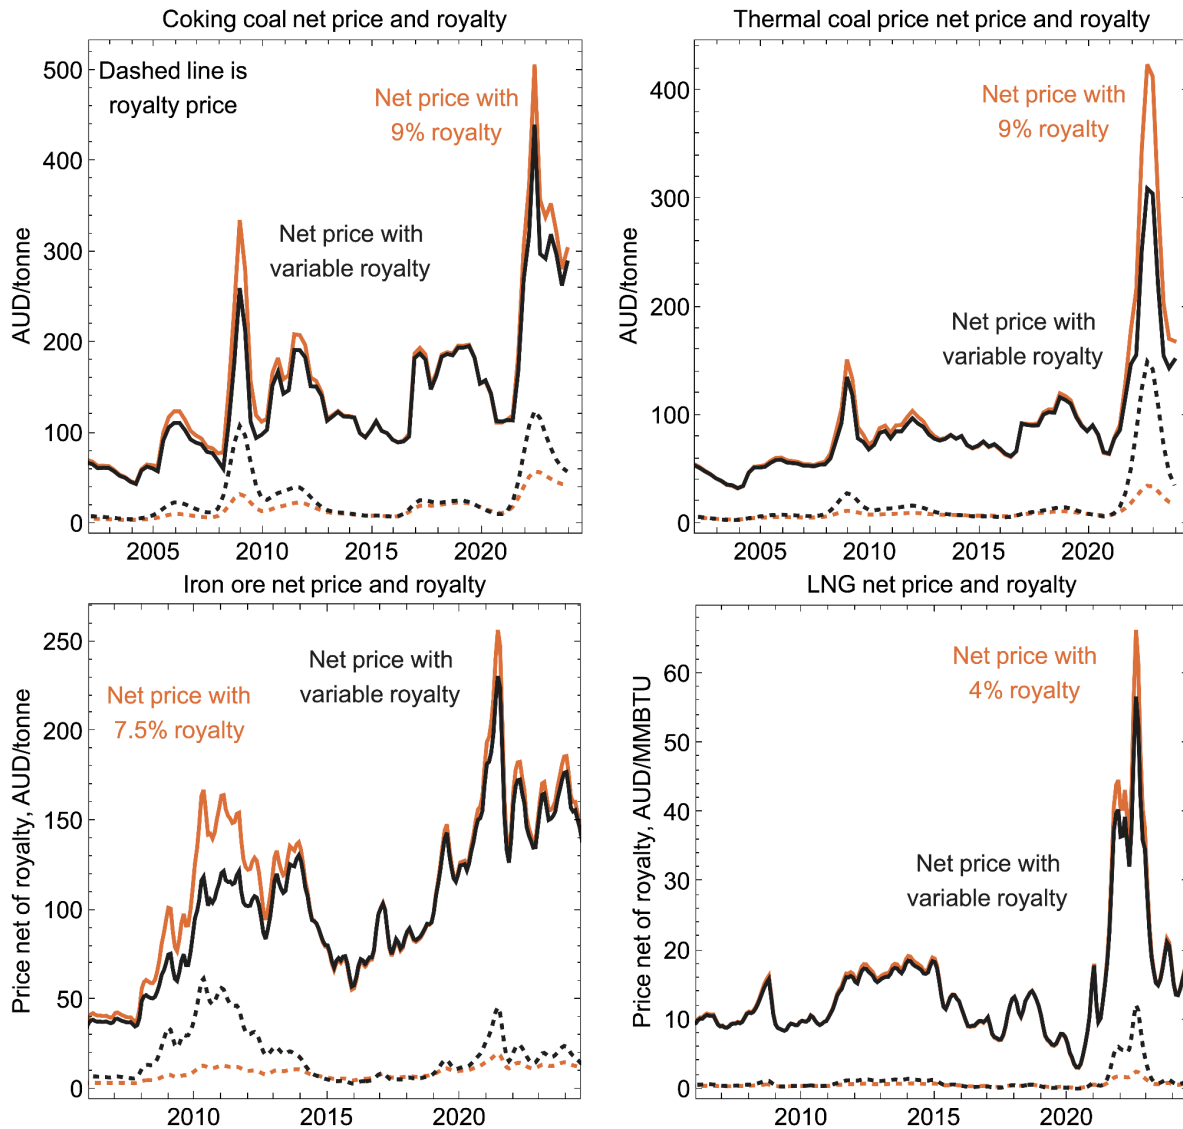 Coking coal net price and royalty
Dashed line is
royalty price
Net price with
9% royalty
Net price with
variable royalty
AUD/tonne
500
400
300
200
100
0
2005
2010
2015
2020
Thermal coal price net price and royalty
Net price with
9% royalty
Net price with
variable royalty
AUD/tonne
400
300
200
100
0
2005
2010
2015
2020
Iron ore net price and royalty
Net price with
variable royalty
Net price with
7.5% royalty
Price net of royalty, AUD/tonne
250
200
150
100
50
0
2010
2015
2020
LNG net price and royalty
Net price with
4% royalty
Net price with
variable royalty
Price net of royalty, AUD/MMBTU
60
50
40
30
20
10
0
2010
2015
2020